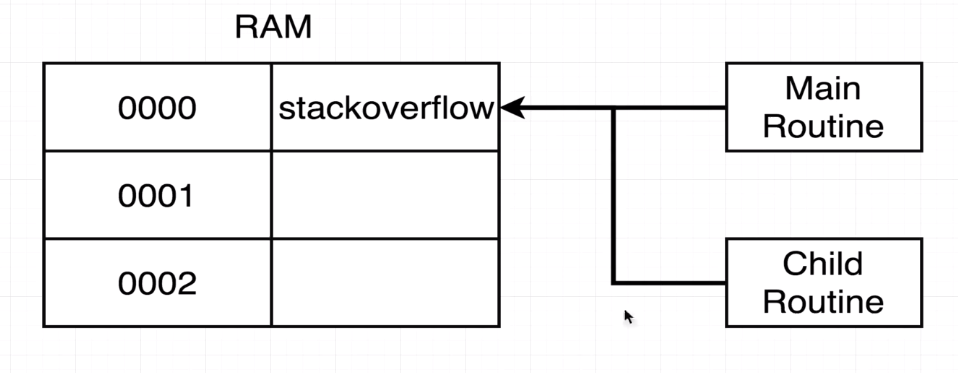 RAM
0000
stackoverflow
Main
Routine
0001
0002
Child
Routine